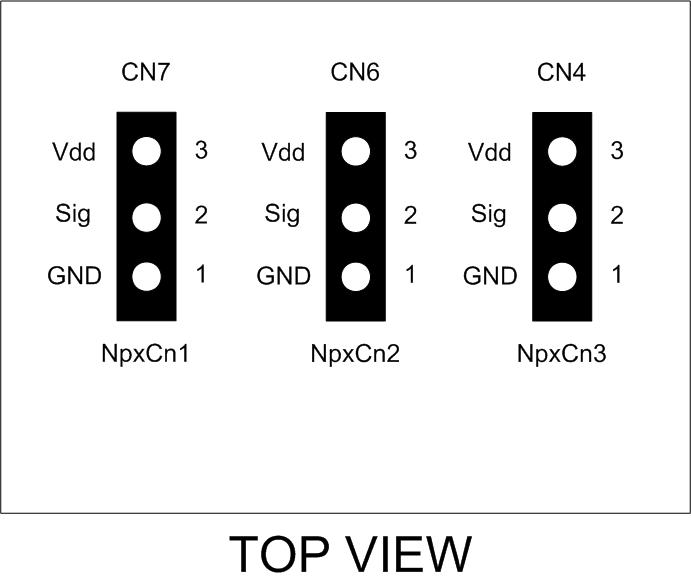 CN7 CN6 CN4
Vdd 3 Vdd 3 Vdd 3
Sig 2 Sig 2 Sig 2
GND 1 GND 1 GND 1
NpxCn1 NpxCn2 NpxCn3
TOP VIEW